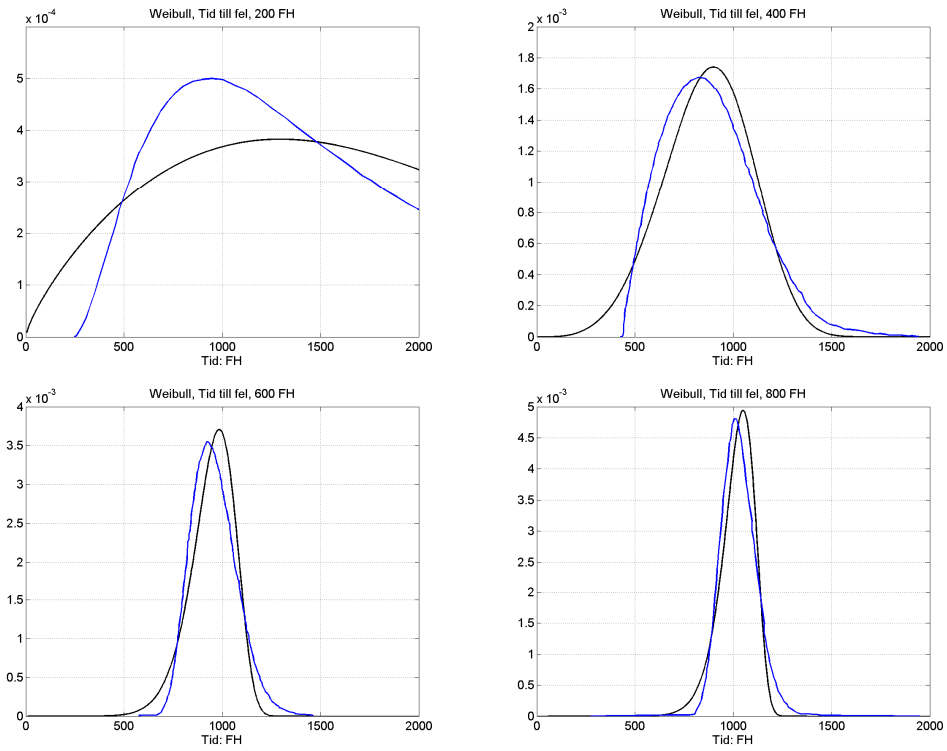 Weibull, Tid till fel, 200 FH
x 10-4
5
4
3
2
1
0
0 500 1000 1500 2000
Tid: FH
Weibull, Tid till fel, 400 FH
x 10-3
2
1.8
1.6
1.4
1.2
1
0.8
0.6
0.4
0.2
0
0 500 1000 1500 2000
Tid: FH
Weibull, Tid till fel, 600 FH
x 10-3
4
3.5
3
2.5
2
1.5
1
0.5
0
0 500 1000 1500 2000
Tid: FH
Weibull, Tid till fel, 800 FH
x 10-3
5
4.5
4
3.5
3
2.5
2
1.5
1
0.5
0
0 500 1000 1500 2000
Tid: FH